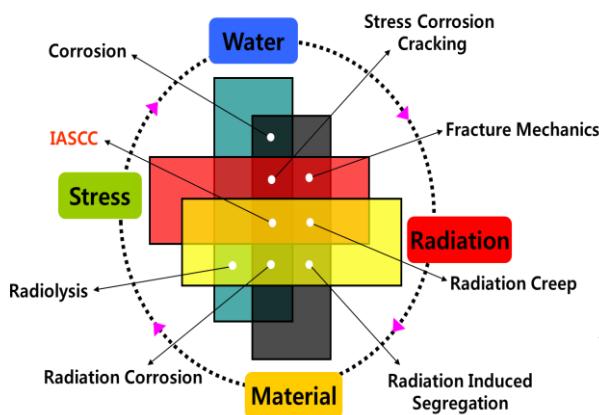 Water
Stress Corrosion
Cracking
Corrosion
IASCC
Fracture Mechanics
Stress
Radiation
Radiolysis
Radiation Creep
Radiation Corrosion
Radiation Induced
Segregation
Material